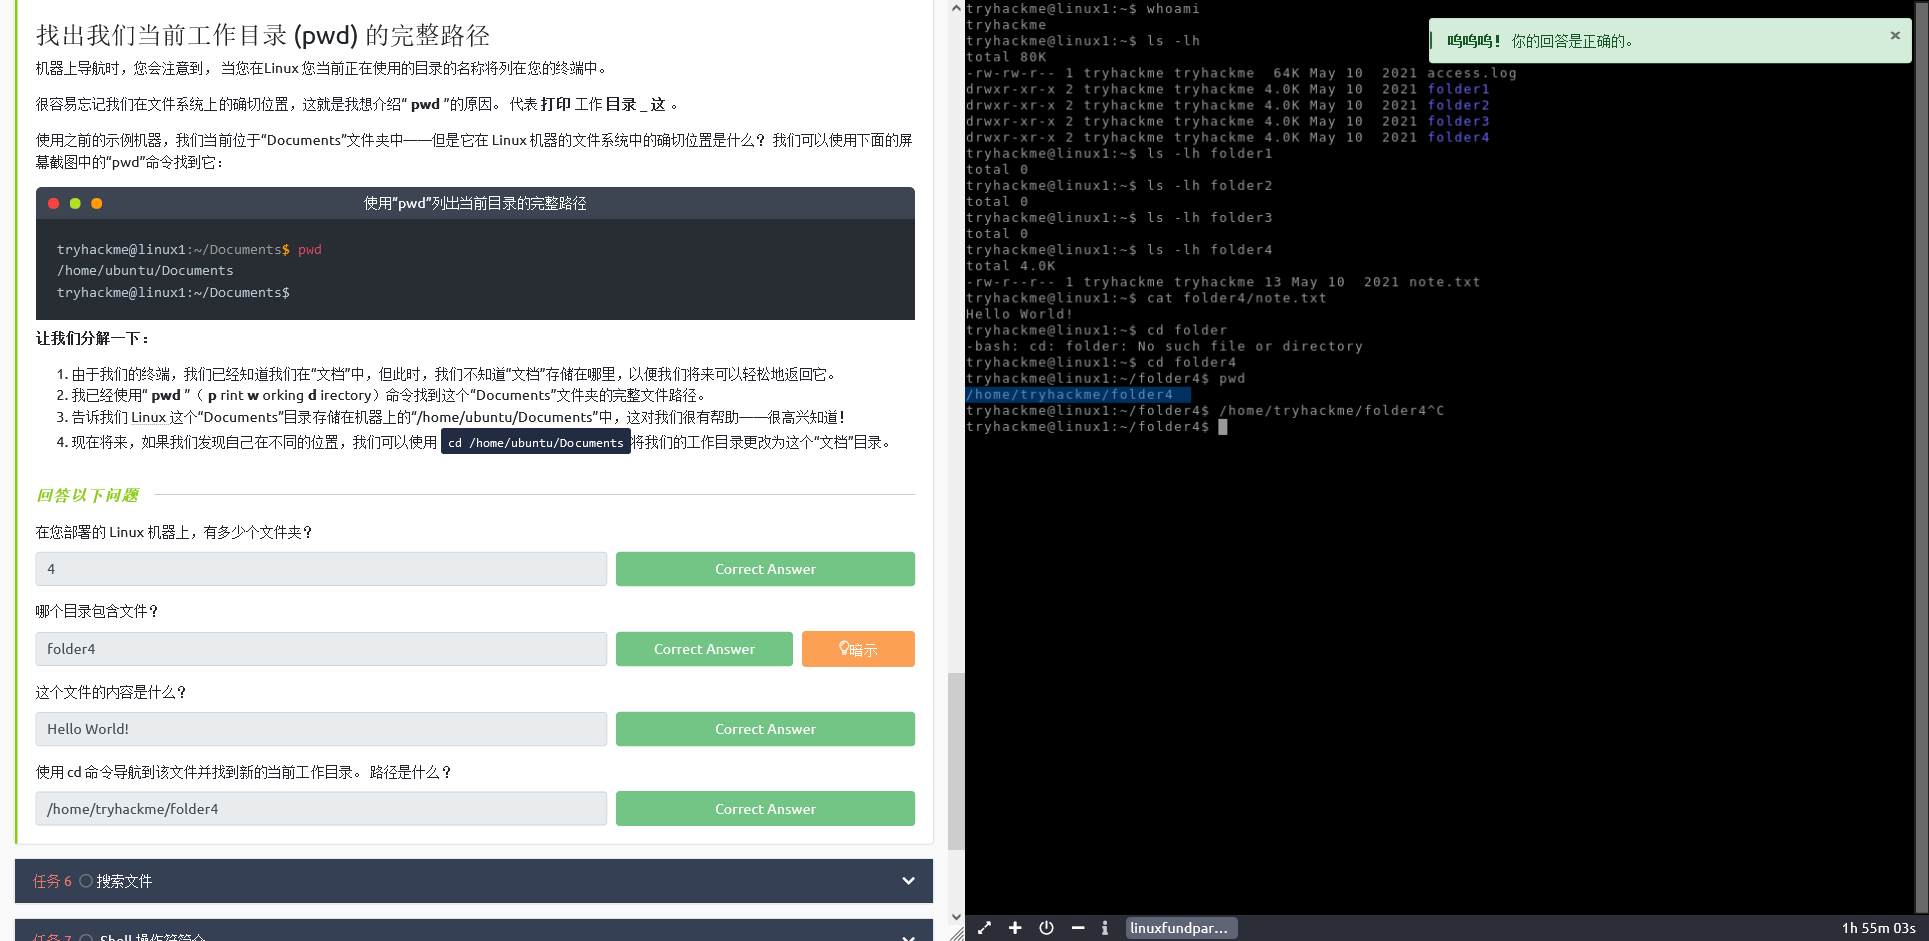 找出我们当前工作目录 (pwd) 的完整路径
机器上导航时，您会注意到， 当您在Linux 您当前正在使用的目录的名称将列在您的终端中。
很容易忘记我们在文件系统上的确切位置，这就是我想介绍“ pwd ”的原因。 代表 打印 工作 目录 _ 这 。
使用之前的示例机器，我们当前位于“Documents”文件夹中——但是它在 Linux 机器的文件系统中的确切位置是什么？ 我们可以使用下面的屏
幕截图中的“pwd”命令找到它：
使用“pwd”列出当前目录的完整路径
tryhackme@linux1:~/Documents$ pwd
/home/ubuntu/Documents
tryhackme@linux1:~/Documents$
让我们分解一下：
1. 由于我们的终端，我们已经知道我们在“文档”中，但此时，我们不知道“文档”存储在哪里，以便我们将来可以轻松地返回它。
2. 我已经使用“ pwd ”（ p rint w orking d irectory）命令找到这个“Documents”文件夹的完整文件路径。
3. 告诉我们 Linux 这个“Documents”目录存储在机器上的“/home/ubuntu/Documents”中，这对我们很有帮助——很高兴知道！
4. 现在将来，如果我们发现自己在不同的位置，我们可以使用 cd /home/ubuntu/Documents 将我们的工作目录更改为这个“文档”目录。
回答以下问题
在您部署的 Linux 机器上，有多少个文件夹？
4 Correct Answer
哪个目录包含文件？
folder4 Correct Answer 暗示
这个文件的内容是什么？
Hello World! Correct Answer
使用 cd 命令导航到该文件并找到新的当前工作目录。 路径是什么？
/home/tryhackme/folder4 Correct Answer
任务 6 搜索文件
任务 7 Shell 操作符简介
tryhackme@linux1:~$ whoami
tryhackme
tryhackme@linux1:~$ ls -lh
total 80K
-rw-rw-r-- 1 tryhackme tryhackme  64K May 10  2021 access.log
drwxr-xr-x 2 tryhackme tryhackme 4.0K May 10  2021 folder1
drwxr-xr-x 2 tryhackme tryhackme 4.0K May 10  2021 folder2
drwxr-xr-x 2 tryhackme tryhackme 4.0K May 10  2021 folder3
drwxr-xr-x 2 tryhackme tryhackme 4.0K May 10  2021 folder4
tryhackme@linux1:~$ ls -lh folder1
total 0
tryhackme@linux1:~$ ls -lh folder2
total 0
tryhackme@linux1:~$ ls -lh folder3
total 0
tryhackme@linux1:~$ ls -lh folder4
total 4.0K
-rw-r--r-- 1 tryhackme tryhackme 13 May 10  2021 note.txt
tryhackme@linux1:~$ cat folder4/note.txt
Hello World!
tryhackme@linux1:~$ cd folder
-bash: cd: folder: No such file or directory
tryhackme@linux1:~$ cd folder4
tryhackme@linux1:~/folder4$ pwd
/home/tryhackme/folder4
tryhackme@linux1:~/folder4$ /home/tryhackme/folder4^C
tryhackme@linux1:~/folder4$
呜呜呜！ 你的回答是正确的。 ×
linuxfundpar...
1h 55m 03s